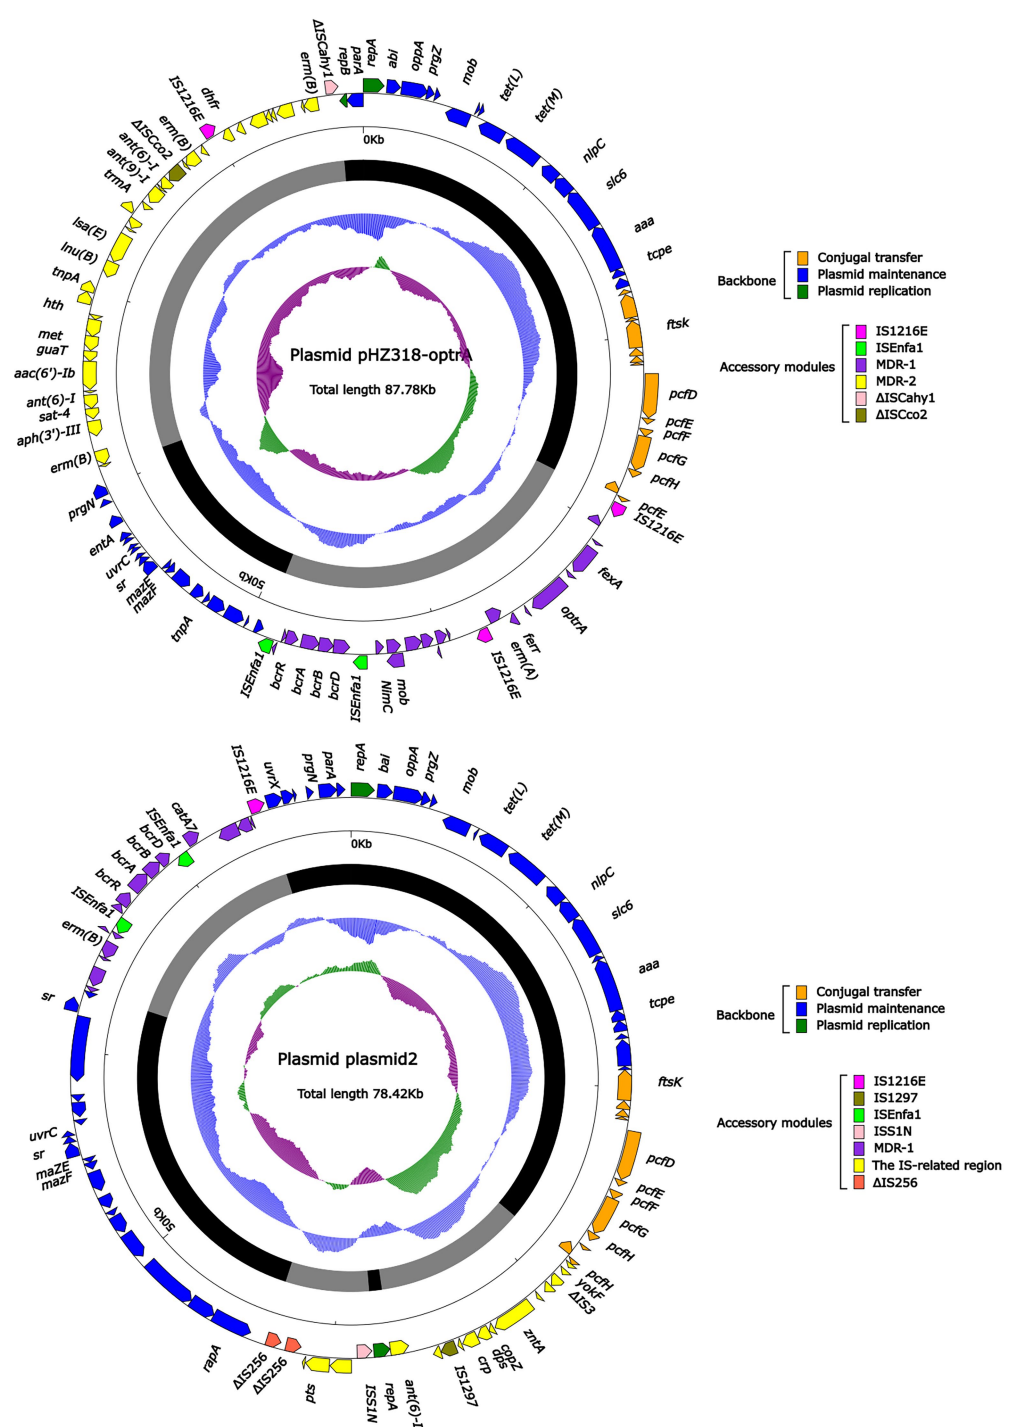 ΔISCahy1
repB
parA
repA
abi
oppA
prgZ
mob
tet(L)
tet(M)
nlpC
slc6
aaa
tcpe
ftsk
pcfD
pcfE
pcfF
pcfG
pcfH
pcfE
IS1216E
fexA
optrA
ferr
erm(A)
IS1216E
mob
NimC
ISEnfa1
bcrD
bcrB
bcrA
bcrR
ISEnfa1
tnpA
mazF
mazE
sr
uvrC
entA
prgN
erm(B)
aph(3')-III
sat-4
ant(6)-I
aac(6')-Ib
guaT
met
hth
tnpA
lnu(B)
lsa(E)
trmA
ant(9)-I
ant(6)-I
ΔISCco2
erm(B)
IS1216E
dhfr
erm(B)
0Kb
50Kb
Plasmid pHZ318-optrA
Total length 87.78Kb
Backbone
Conjugal transfer
Plasmid maintenance
Plasmid replication
Accessory modules
IS1216E
ISEnfa1
MDR-1
MDR-2
ΔISCahy1
ΔISCco2
IS1216E
uvrX
prgN
parA
repA
bai
oppA
prgZ
mob
tet(L)
tet(M)
nlpC
slc6
aaa
tcpe
ftsK
pcfD
pcfE
pcfF
pcfG
pcfH
pcfH
yokF
ΔIS3
zntA
copZ
dps
crp
IS1297
ant(6)-I
repA
ISS1N
pts
ΔIS256
ΔIS256
rapA
mazF
maZE
sr
uvrC
sr
erm(B)
ISEnfa1
bcrR
bcrA
bcrB
bcrD
ISEnfa1
catA7
0Kb
50Kb
Plasmid plasmid2
Total length 78.42Kb
Backbone
Conjugal transfer
Plasmid maintenance
Plasmid replication
Accessory modules
IS1216E
IS1297
ISEnfa1
ISS1N
MDR-1
The IS-related region
ΔIS256